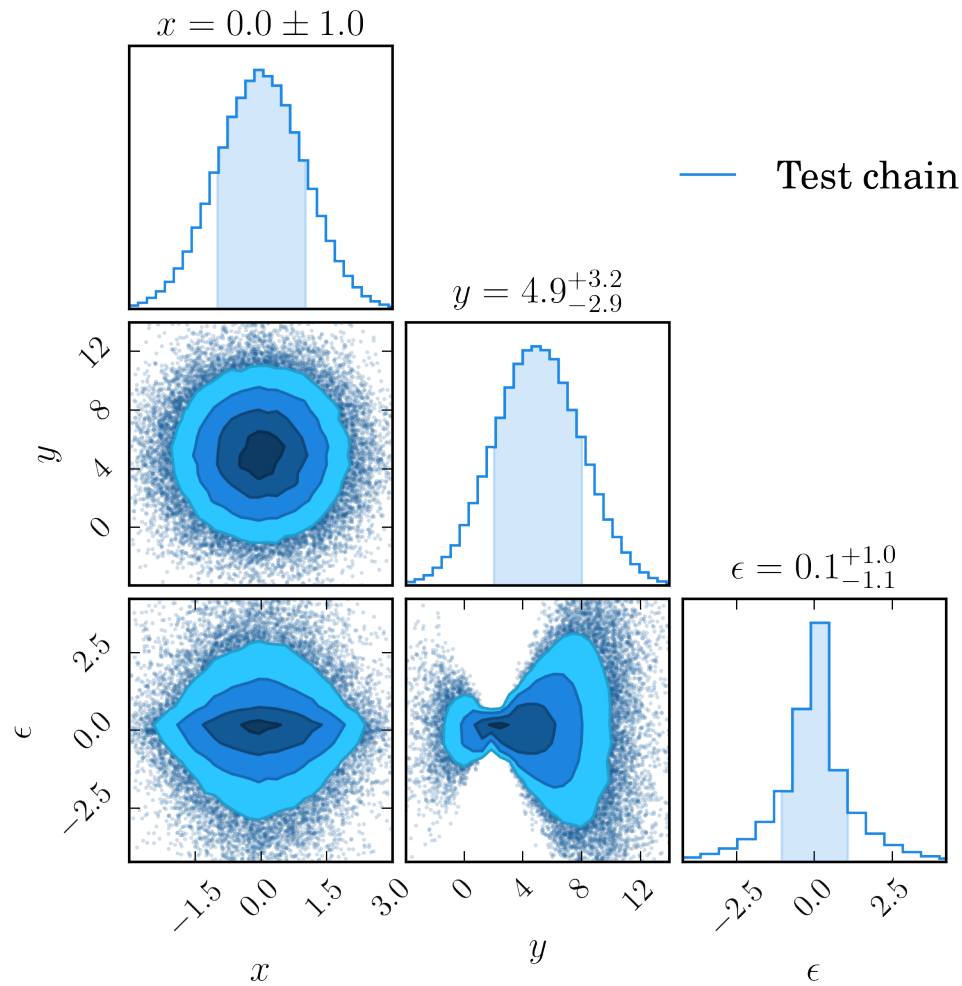 x = 0.0 ± 1.0
Test chain
y = 4.9^{+3.2}_{-2.9}
12
8
4
0
y
ϵ = 0.1^{+1.0}_{-1.1}
2.5
0.0
−2.5
ϵ
−1.5 0.0 1.5 3.0 0 4 8 12 −2.5 0.0 2.5
x y ϵ